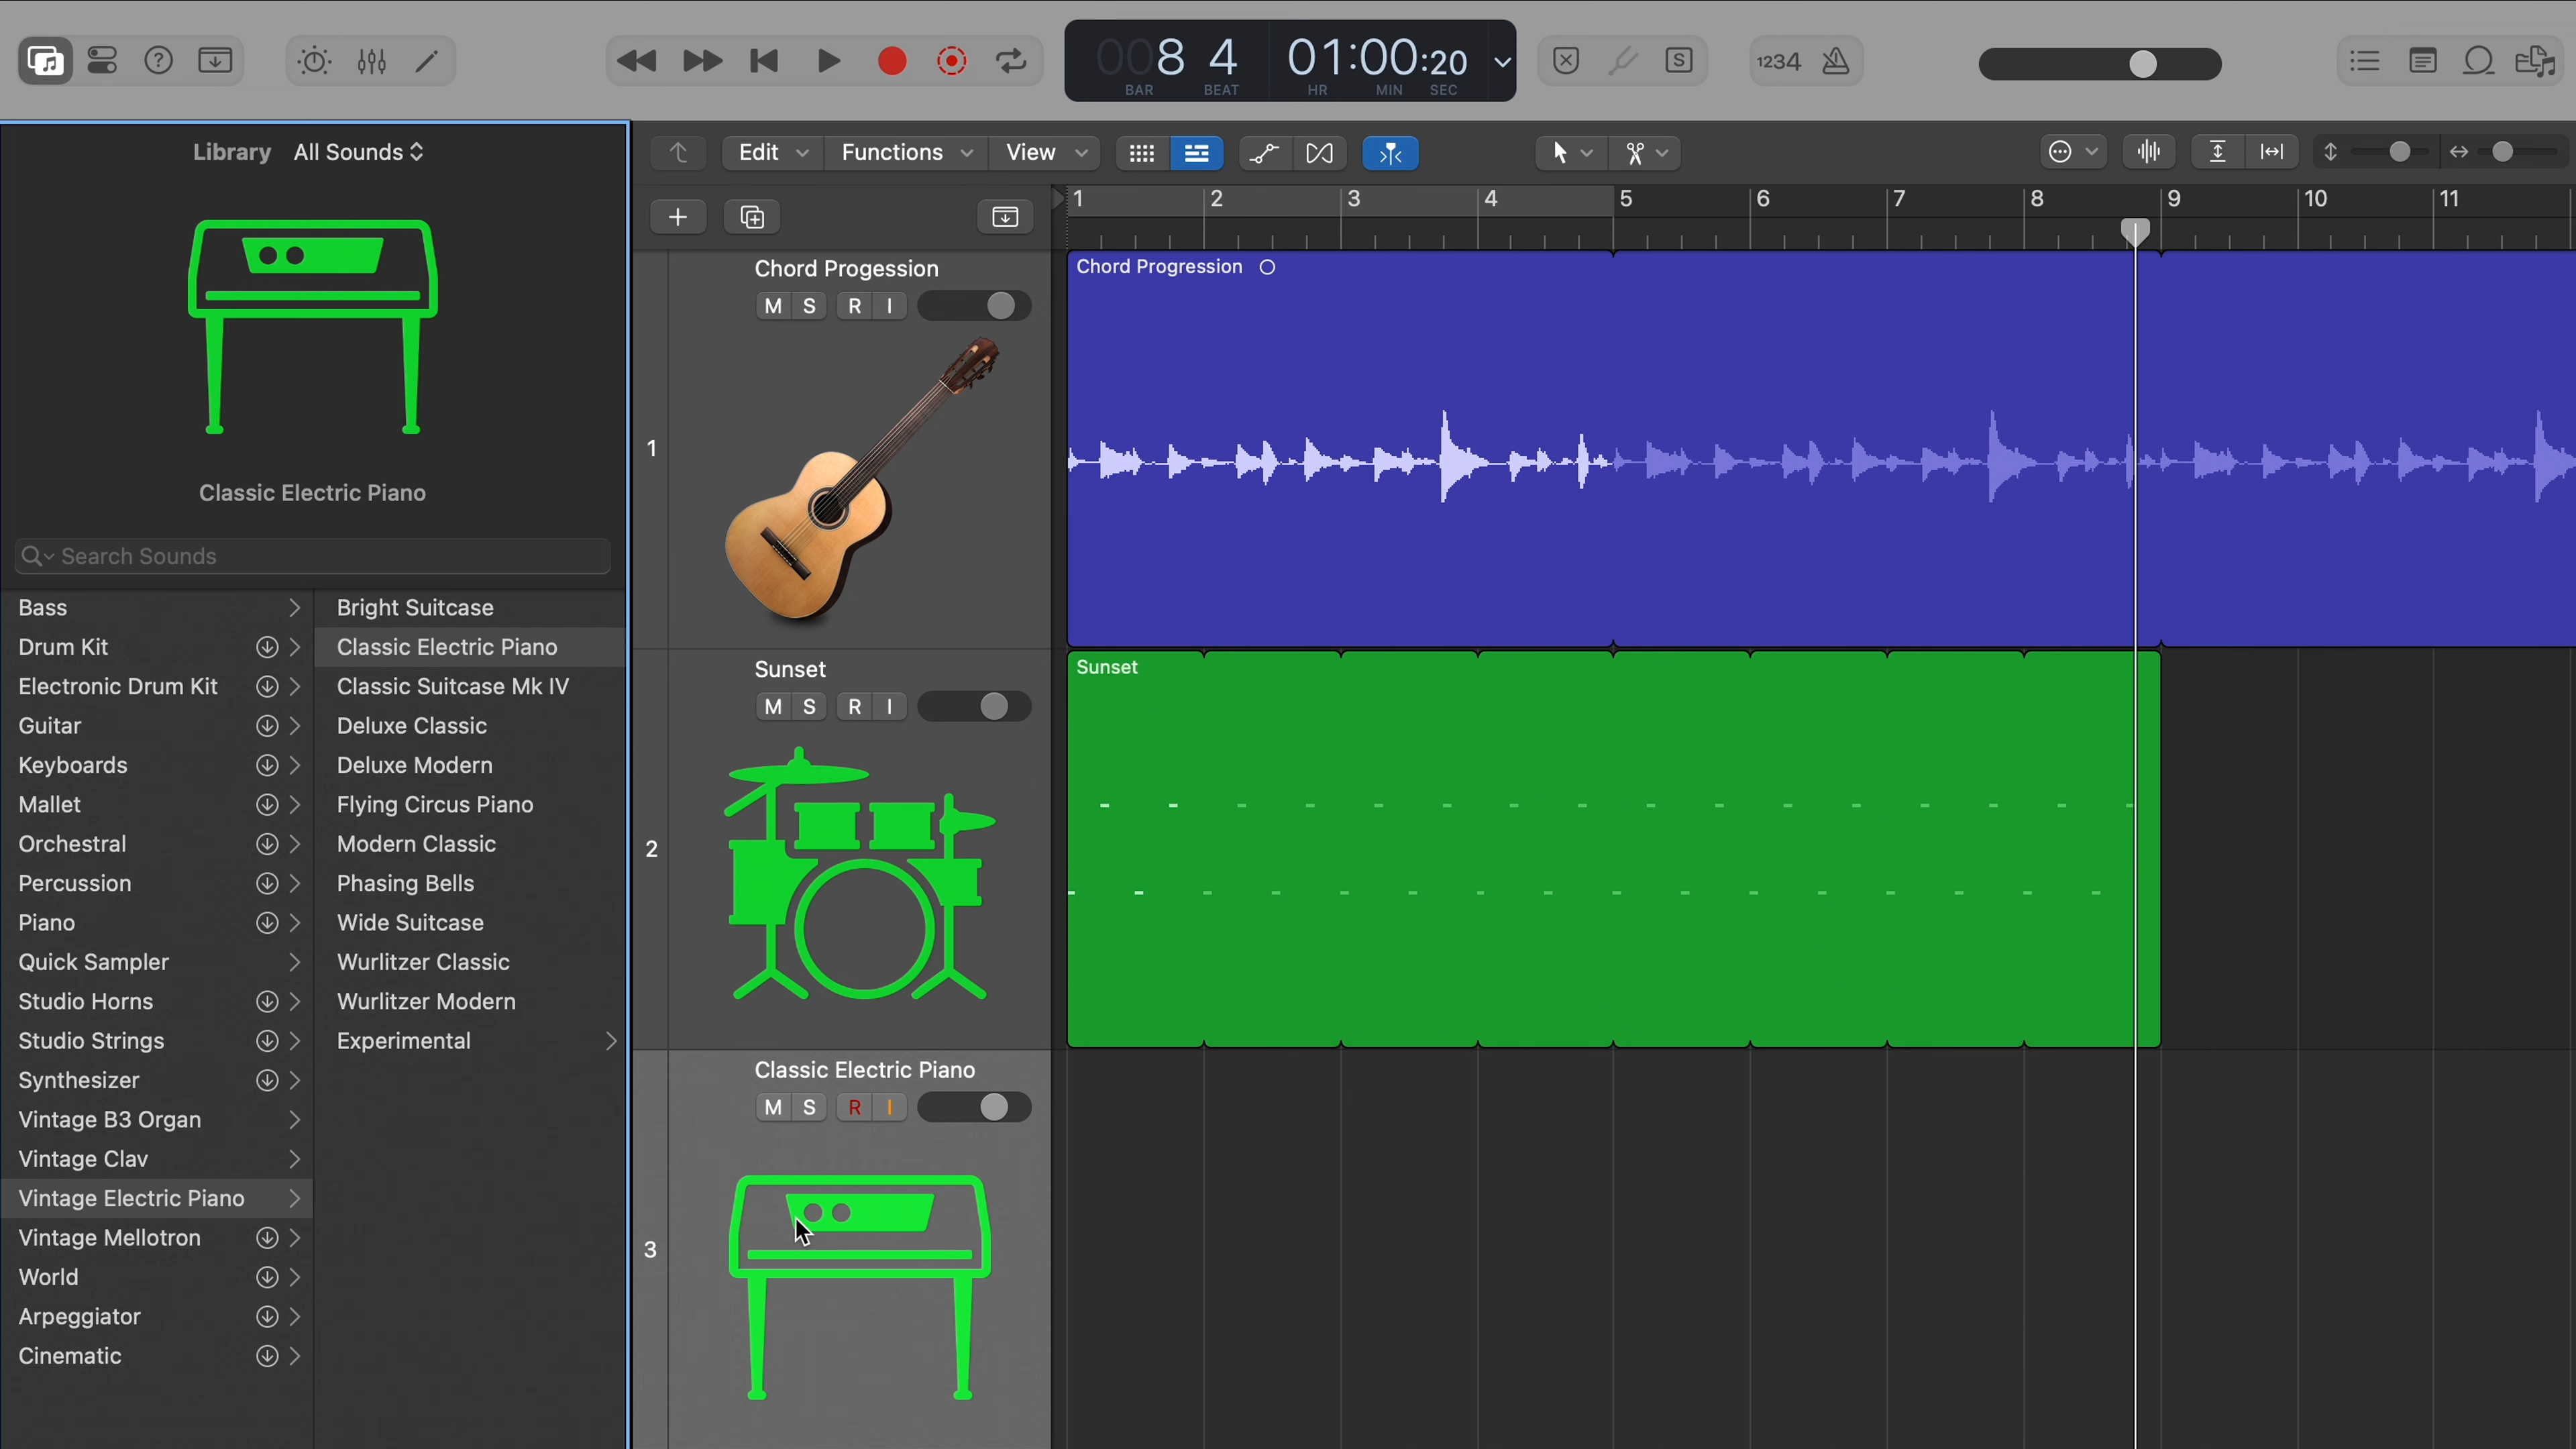 008 4 01:00:20
BAR BEAT HR MIN SEC
S
1234
Library All Sounds
Classic Electric Piano
Search Sounds
Bass
Drum Kit
Electronic Drum Kit
Guitar
Keyboards
Mallet
Orchestral
Percussion
Piano
Quick Sampler
Studio Horns
Studio Strings
Synthesizer
Vintage B3 Organ
Vintage Clav
Vintage Electric Piano
Vintage Mellotron
World
Arpeggiator
Cinematic
Bright Suitcase
Classic Electric Piano
Classic Suitcase Mk IV
Deluxe Classic
Deluxe Modern
Flying Circus Piano
Modern Classic
Phasing Bells
Wide Suitcase
Wurlitzer Classic
Wurlitzer Modern
Experimental
Edit Functions View
1 2 3 4 5 6 7 8 9 10 11
1
Chord Progession
M S R I
Chord Progression
2
Sunset
M S R I
Sunset
3
Classic Electric Piano
M S R I